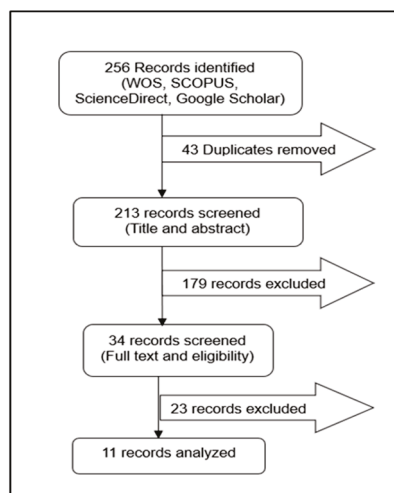 256 Records identified
(WOS, SCOPUS,
ScienceDirect, Google Scholar)
43 Duplicates removed
213 records screened
(Title and abstract)
179 records excluded
34 records screened
(Full text and eligibility)
23 records excluded
11 records analyzed